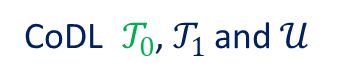 CoDL 𝒯₀, 𝒯₁ and 𝒰